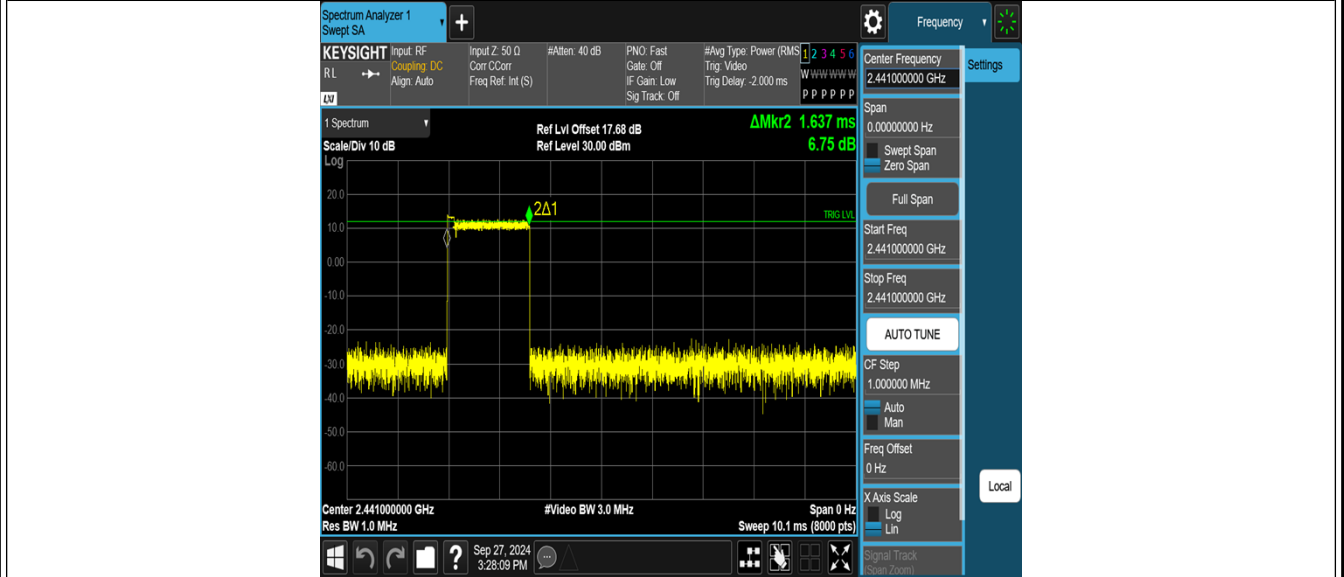 Spectrum Analyzer 1
Swept SA
Frequency
KEYSIGHT
RL
LXI
Input: RF
Coupling: DC
Align: Auto
Input Z: 50 Ω
Corr CCorr
Freq Ref: Int (S)
#Atten: 40 dB
PNO: Fast
Gate: Off
IF Gain: Low
Sig Track: Off
#Avg Type: Power (RMS
Trig: Video
Trig Delay: -2.000 ms
1 2 3 4 5 6
W W W W W W
P P P P P P
1 Spectrum
Scale/Div 10 dB
Log
Ref Lvl Offset 17.68 dB
Ref Level 30.00 dBm
ΔMkr2 1.637 ms
6.75 dB
20.0
10.0
0.00
-10.0
-20.0
-30.0
-40.0
-50.0
-60.0
2Δ1
TRIG LVL
Center 2.441000000 GHz
Res BW 1.0 MHz
#Video BW 3.0 MHz
Span 0 Hz
Sweep 10.1 ms (8000 pts)
Sep 27, 2024
3:28:09 PM
Center Frequency
2.441000000 GHz
Span
0.00000000 Hz
Swept Span
Zero Span
Full Span
Start Freq
2.441000000 GHz
Stop Freq
2.441000000 GHz
AUTO TUNE
CF Step
1.000000 MHz
Auto
Man
Freq Offset
0 Hz
X Axis Scale
Log
Lin
Signal Track
(Span Zoom)
Settings
Local